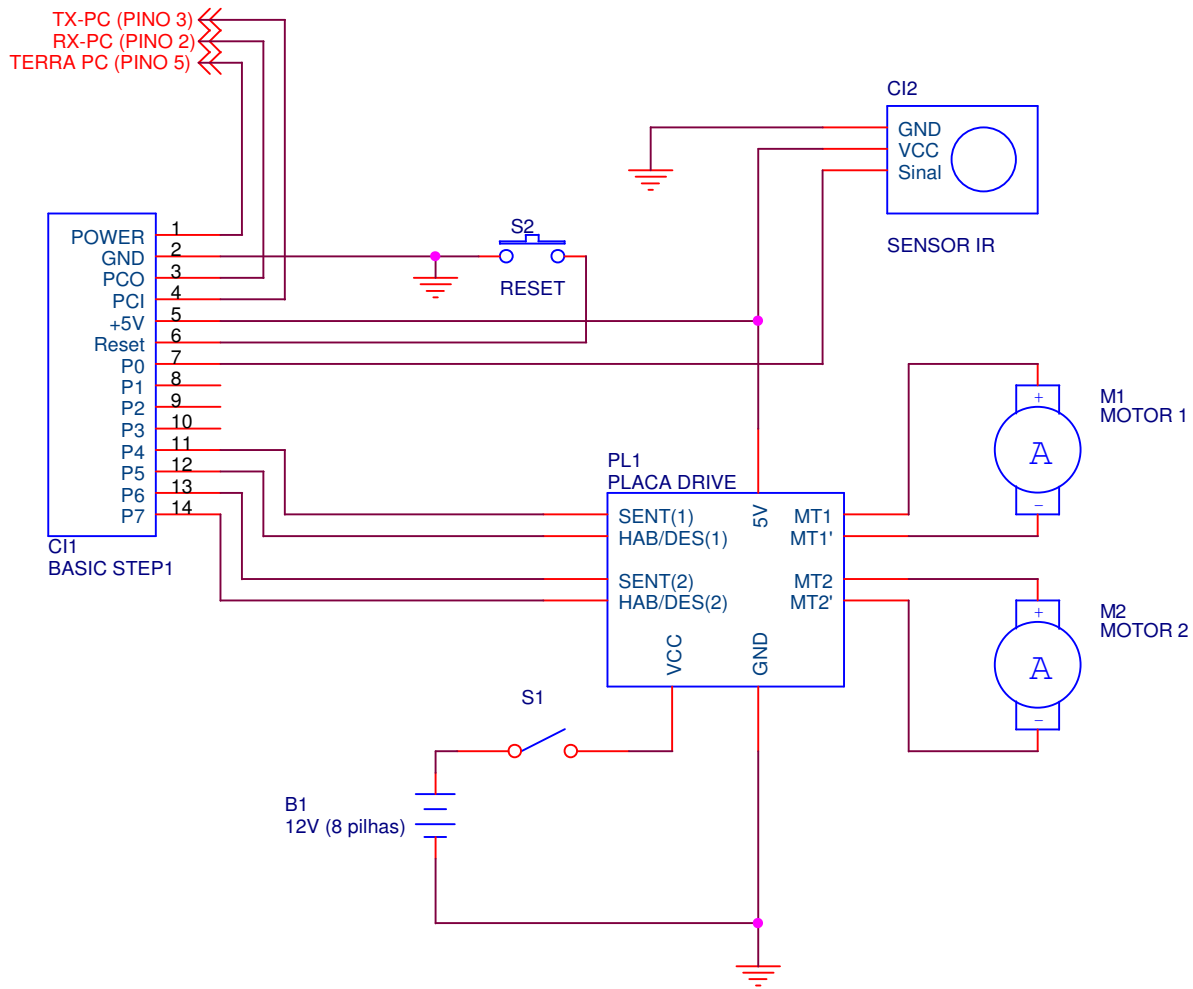 TX-PC (PINO 3)
RX-PC (PINO 2)
TERRA PC (PINO 5)
CI2
GND
VCC
Sinal
SENSOR IR
S2
RESET
POWER 1
GND 2
PCO 3
PCI 4
+5V 5
Reset 6
P0 7
P1 8
P2 9
P3 10
P4 11
P5 12
P6 13
P7 14
CI1
BASIC STEP1
PL1
PLACA DRIVE
SENT(1)
HAB/DES(1)
SENT(2)
HAB/DES(2)
5V
MT1
MT1'
MT2
MT2'
VCC
GND
+
A
−
M1
MOTOR 1
+
A
−
M2
MOTOR 2
S1
B1
12V (8 pilhas)